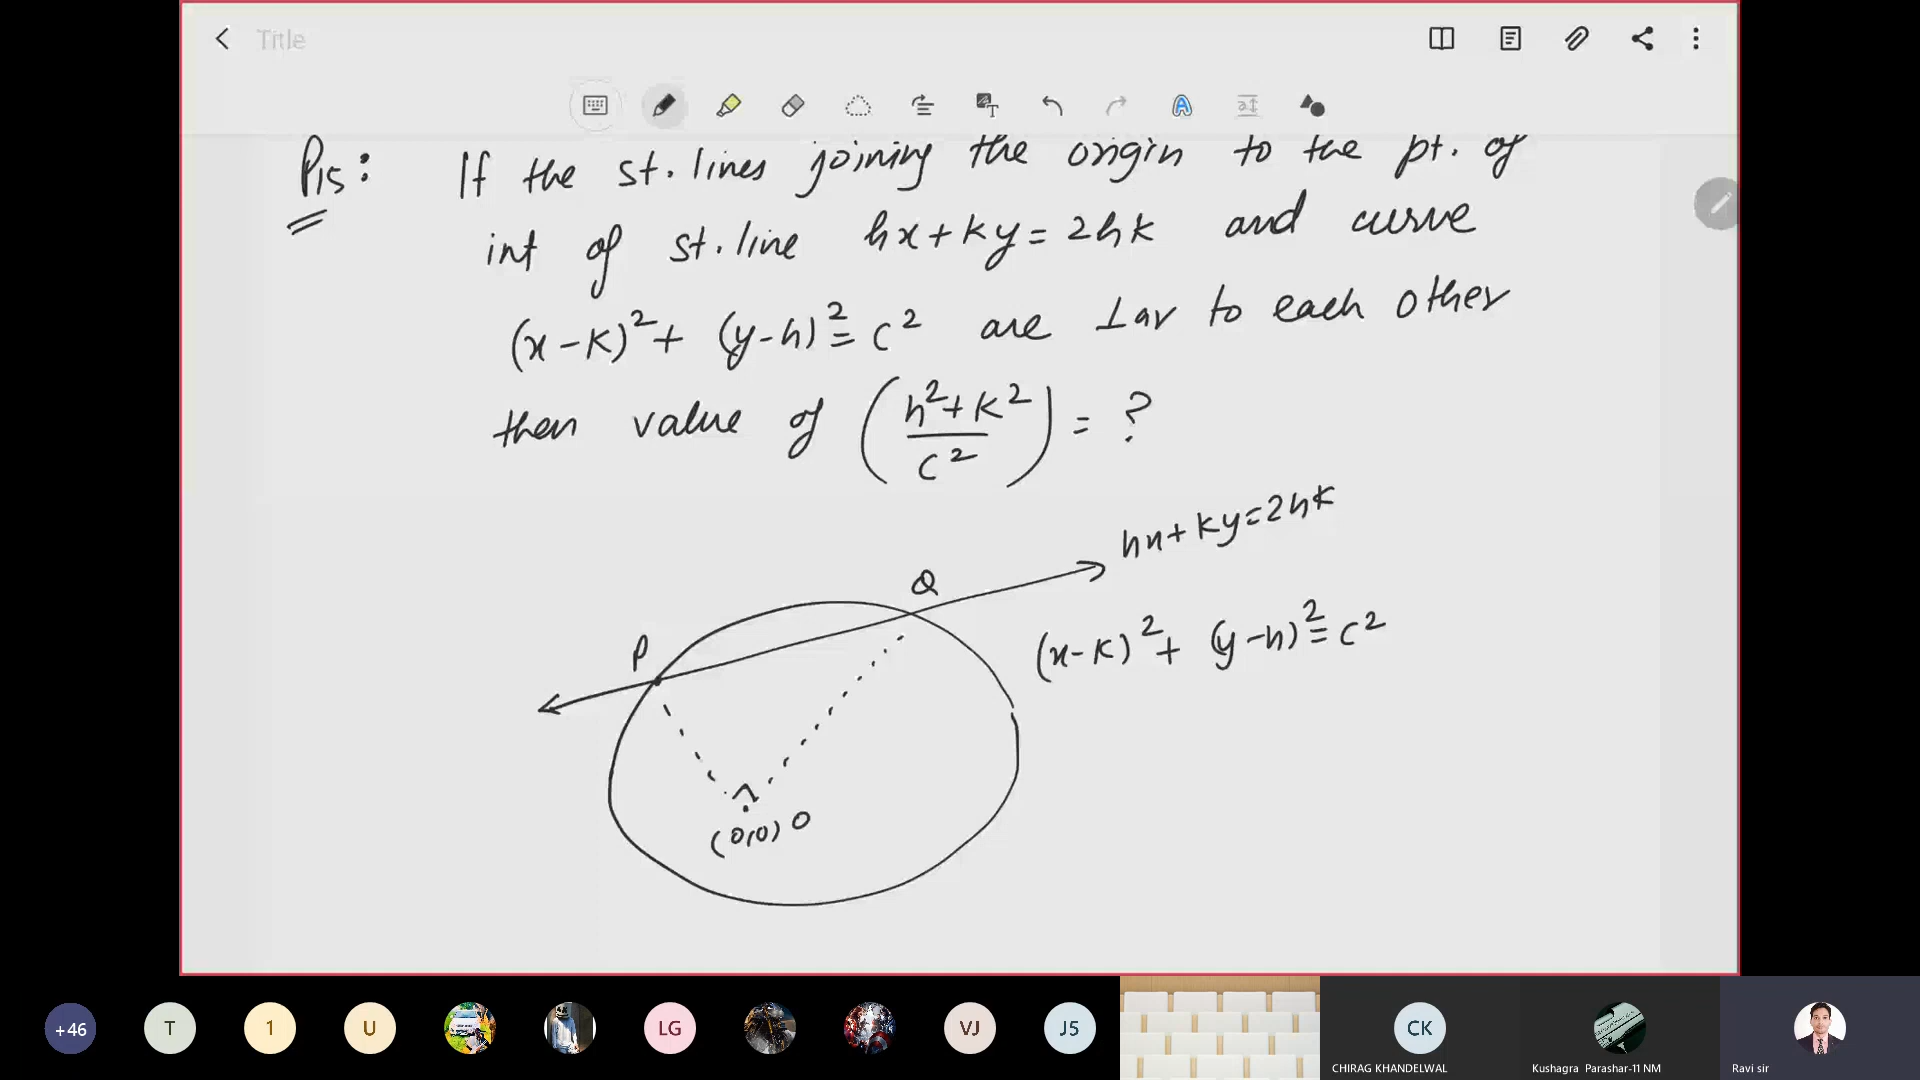 Title
P15: If the st. lines joining the origin to the pt. of
int of st. line hx + ky = 2hk and curve
(x-k)² + (y-h)² = c² are ⊥ar to each other
then value of (h²+k²/c²) = ?
hx+ky=2hk
Q
P
(x-k)² + (y-h)² = c²
(0,0) O
+46 T 1 U LG VJ J5 CK
CHIRAG KHANDELWAL Kushagra Parashar-11 NM Ravi sir